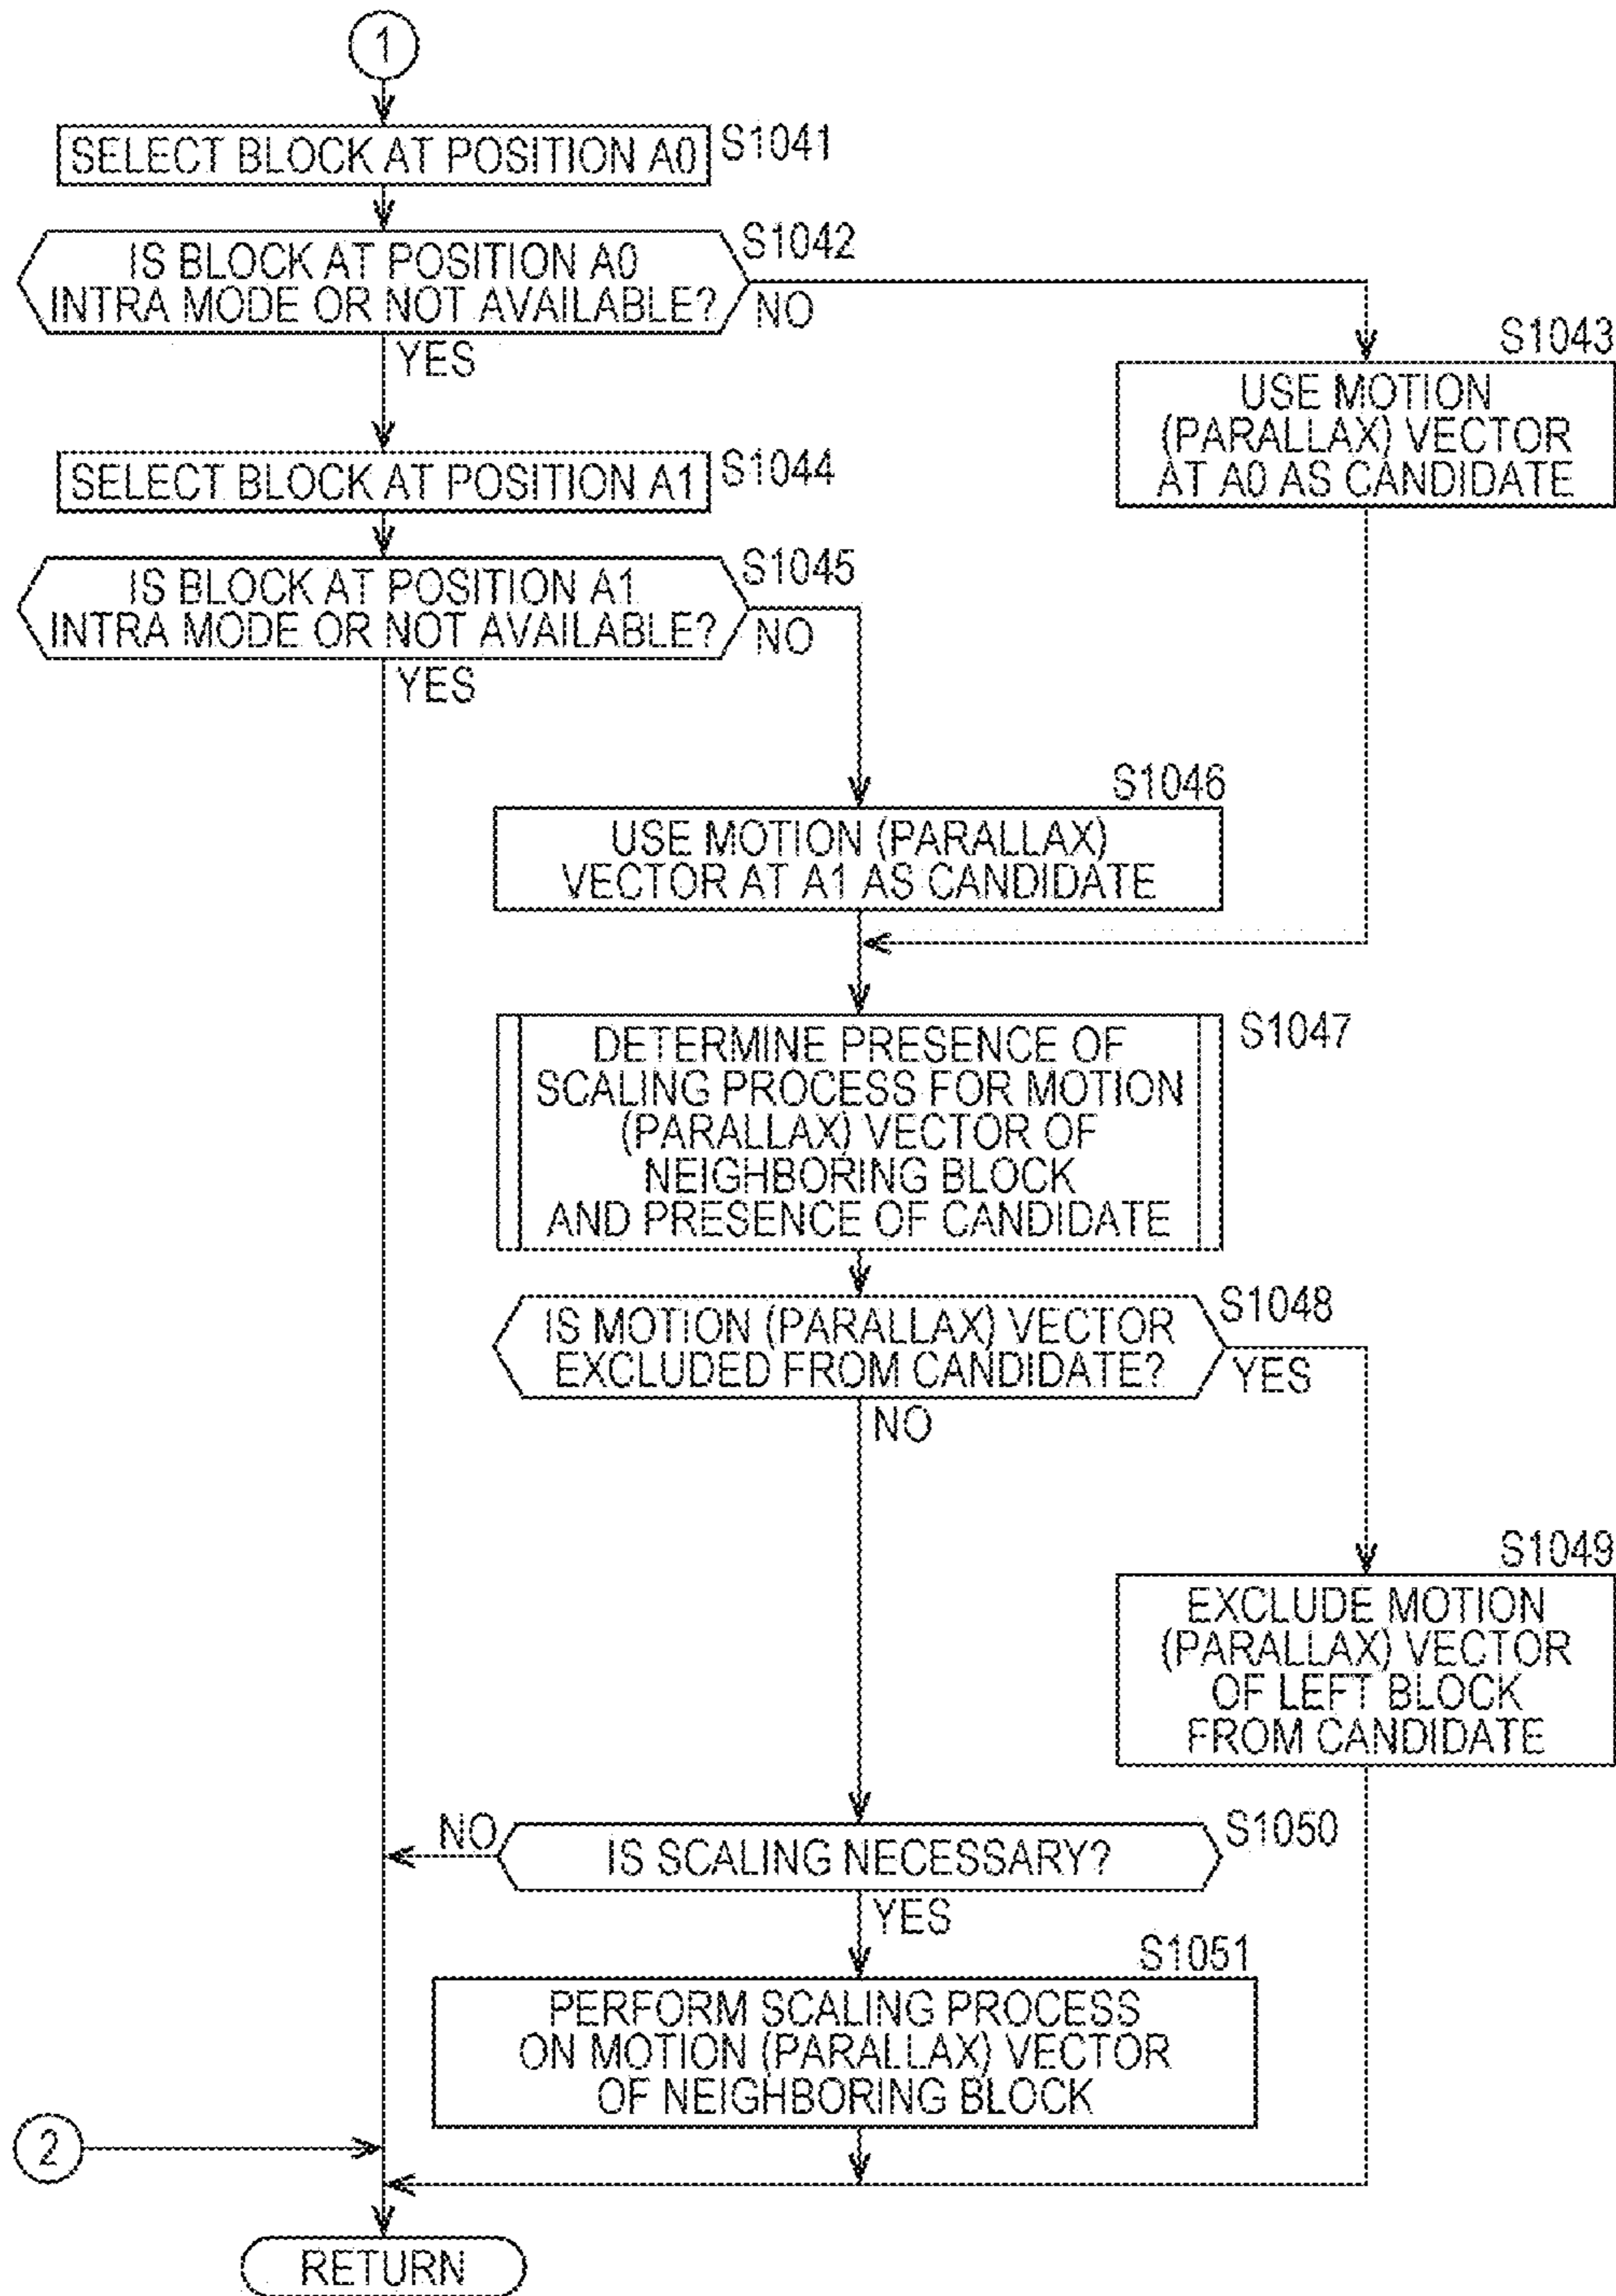 1
SELECT BLOCK AT POSITION A0
S1041
IS BLOCK AT POSITION A0
INTRA MODE OR NOT AVAILABLE?
S1042
NO
YES
S1043
USE MOTION
(PARALLAX) VECTOR
AT A0 AS CANDIDATE
SELECT BLOCK AT POSITION A1
S1044
IS BLOCK AT POSITION A1
INTRA MODE OR NOT AVAILABLE?
S1045
NO
YES
S1046
USE MOTION (PARALLAX)
VECTOR AT A1 AS CANDIDATE
DETERMINE PRESENCE OF
SCALING PROCESS FOR MOTION
(PARALLAX) VECTOR OF
NEIGHBORING BLOCK
AND PRESENCE OF CANDIDATE
S1047
IS MOTION (PARALLAX) VECTOR
EXCLUDED FROM CANDIDATE?
S1048
YES
NO
S1049
EXCLUDE MOTION
(PARALLAX) VECTOR
OF LEFT BLOCK
FROM CANDIDATE
NO
IS SCALING NECESSARY?
S1050
YES
S1051
PERFORM SCALING PROCESS
ON MOTION (PARALLAX) VECTOR
OF NEIGHBORING BLOCK
2
RETURN